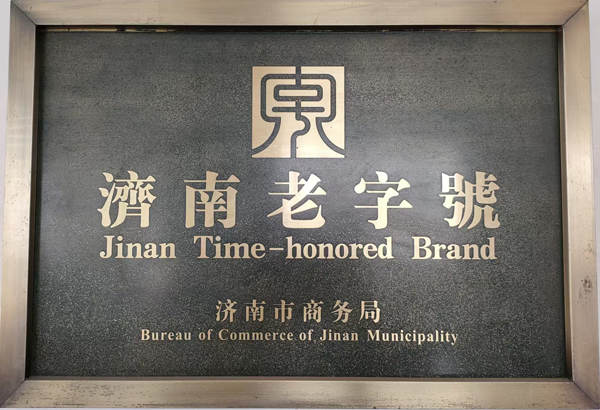 濟南老字號
Jinan Time-honored Brand
济南市商务局
Bureau of Commerce of Jinan Municipality